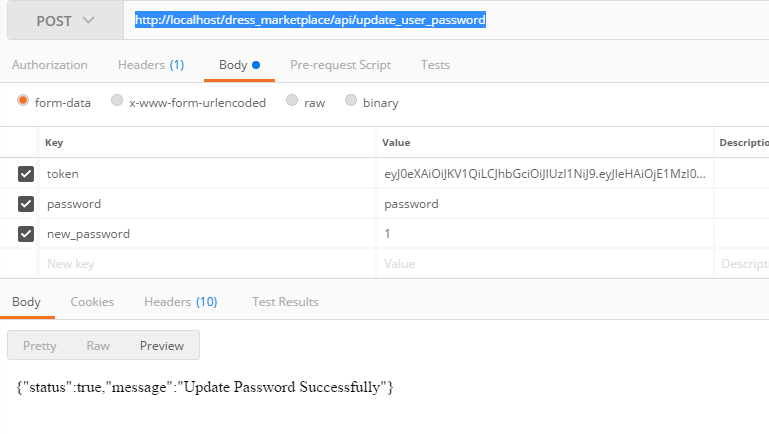 POST http://localhost/dress_marketplace/api/update_user_password
Authorization Headers (1) Body Pre-request Script Tests
form-data x-www-form-urlencoded raw binary
Key Value Descriptio
token eyJ0eXAiOiJKV1QiLCJhbGciOiJIUzI1NiJ9.eyJleHAiOjE1MzI0...
password password
new_password 1
New key Value Descript
Body Cookies Headers (10) Test Results
Pretty Raw Preview
{"status":true,"message":"Update Password Successfully"}